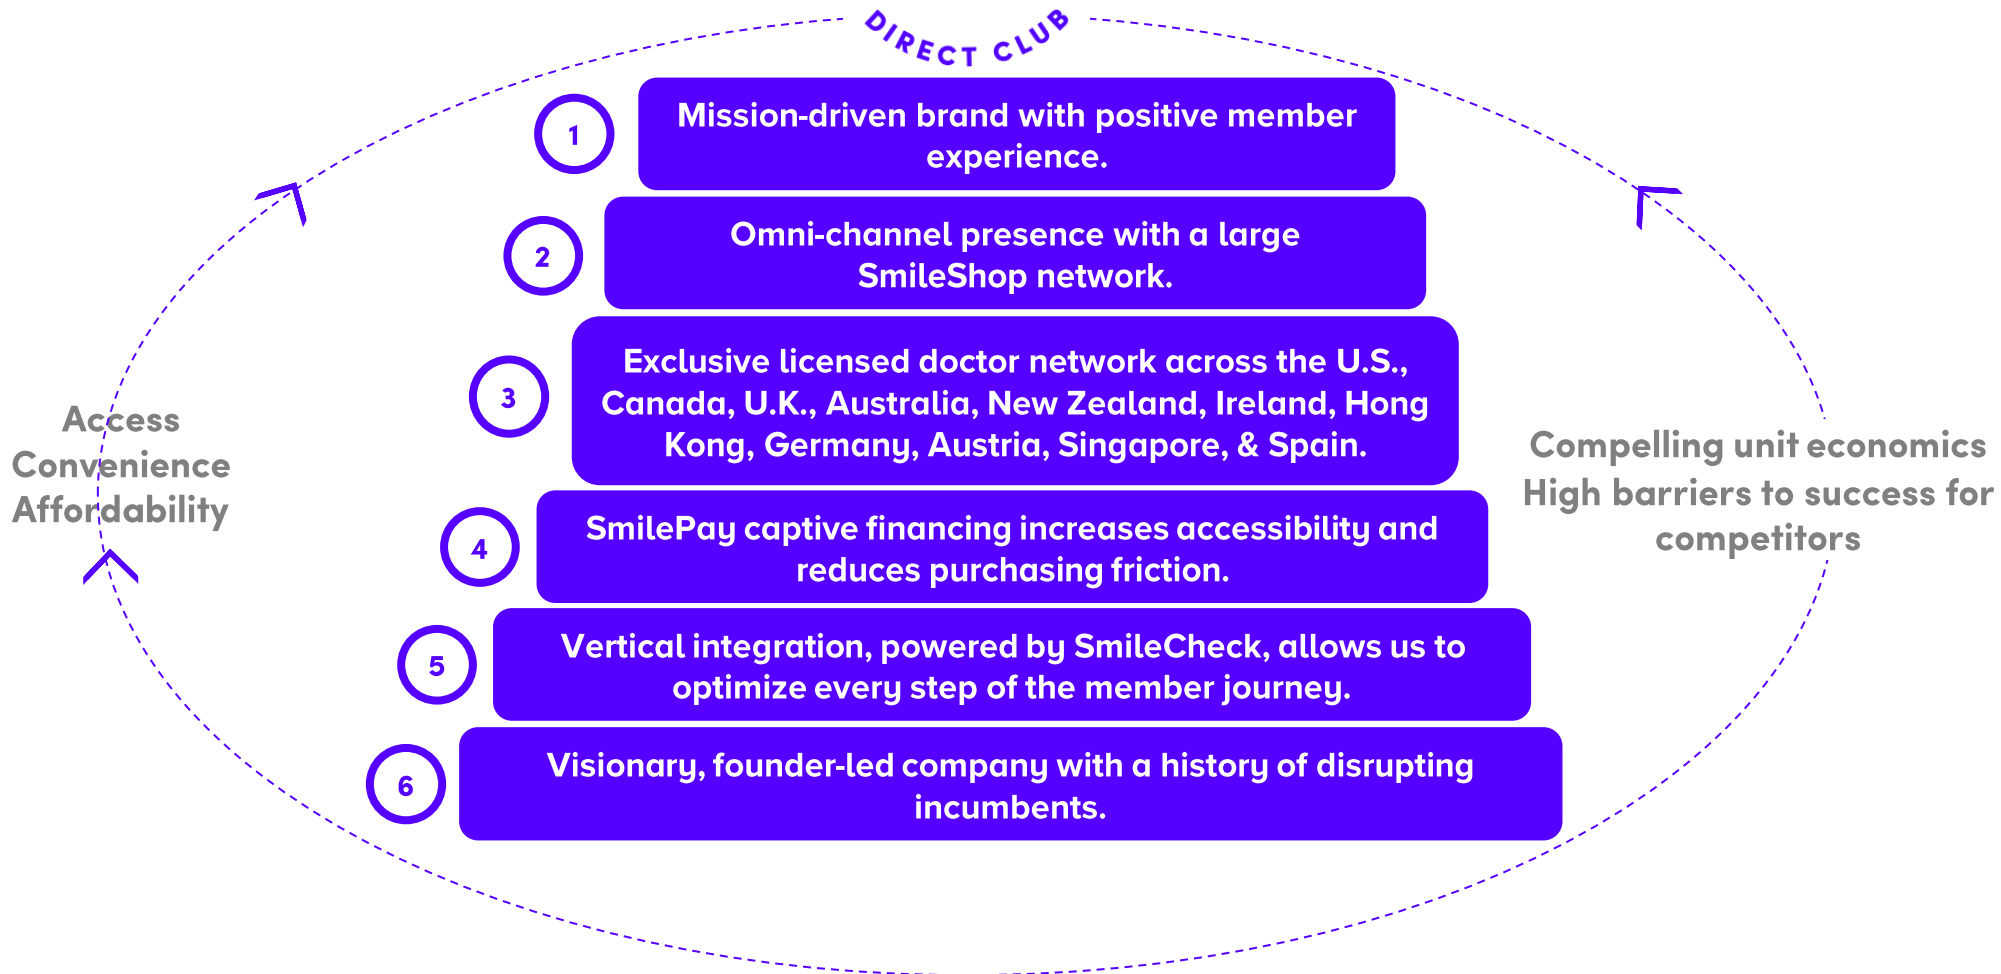 DIRECT CLUB
1
Mission-driven brand with positive member
experience.
2
Omni-channel presence with a large
SmileShop network.
3
Exclusive licensed doctor network across the U.S.,
Canada, U.K., Australia, New Zealand, Ireland, Hong
Kong, Germany, Austria, Singapore, & Spain.
Access
Convenience
Affordability
Compelling unit economics
High barriers to success for
competitors
4
SmilePay captive financing increases accessibility and
reduces purchasing friction.
5
Vertical integration, powered by SmileCheck, allows us to
optimize every step of the member journey.
6
Visionary, founder-led company with a history of disrupting
incumbents.